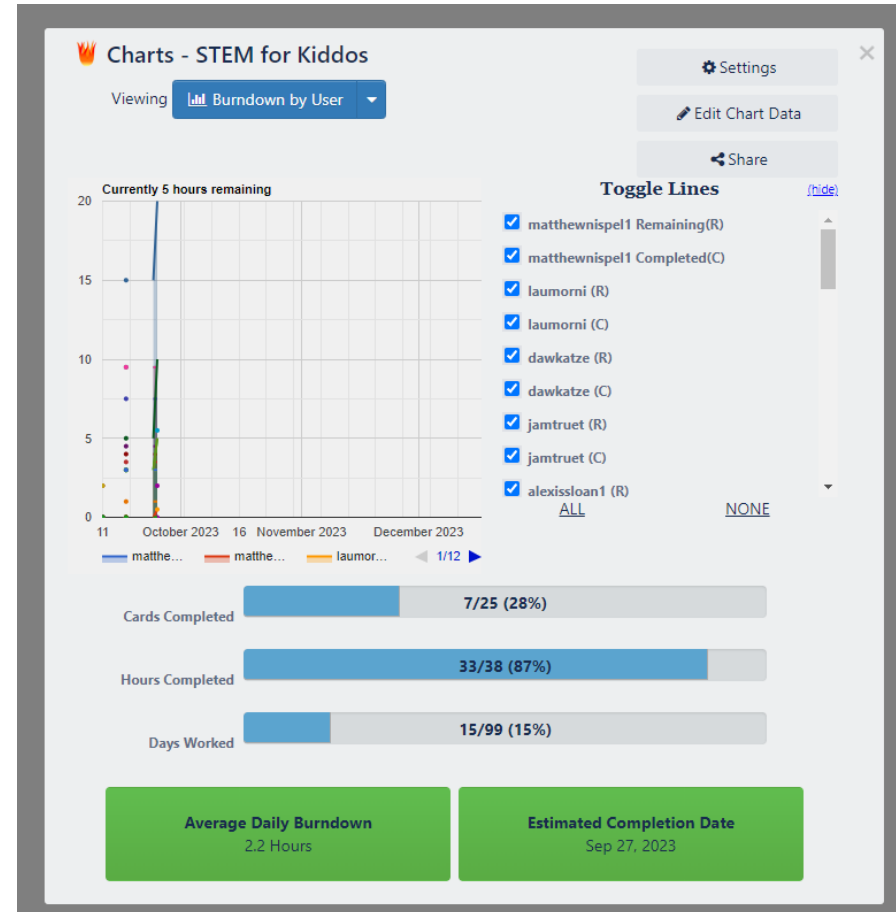 Charts - STEM for Kiddos
×
Settings
Viewing
Burndown by User
Edit Chart Data
Share
Currently 5 hours remaining
20
15
10
5
0
11
October 2023
16
November 2023
December 2023
matthe...
matthe...
laumor...
1/12
Toggle Lines
(hide)
matthewnispel1 Remaining(R)
matthewnispel1 Completed(C)
laumorni (R)
laumorni (C)
dawkatze (R)
dawkatze (C)
jamtruet (R)
jamtruet (C)
alexissloan1 (R)
ALL
NONE
Cards Completed
7/25 (28%)
Hours Completed
33/38 (87%)
Days Worked
15/99 (15%)
Average Daily Burndown
2.2 Hours
Estimated Completion Date
Sep 27, 2023